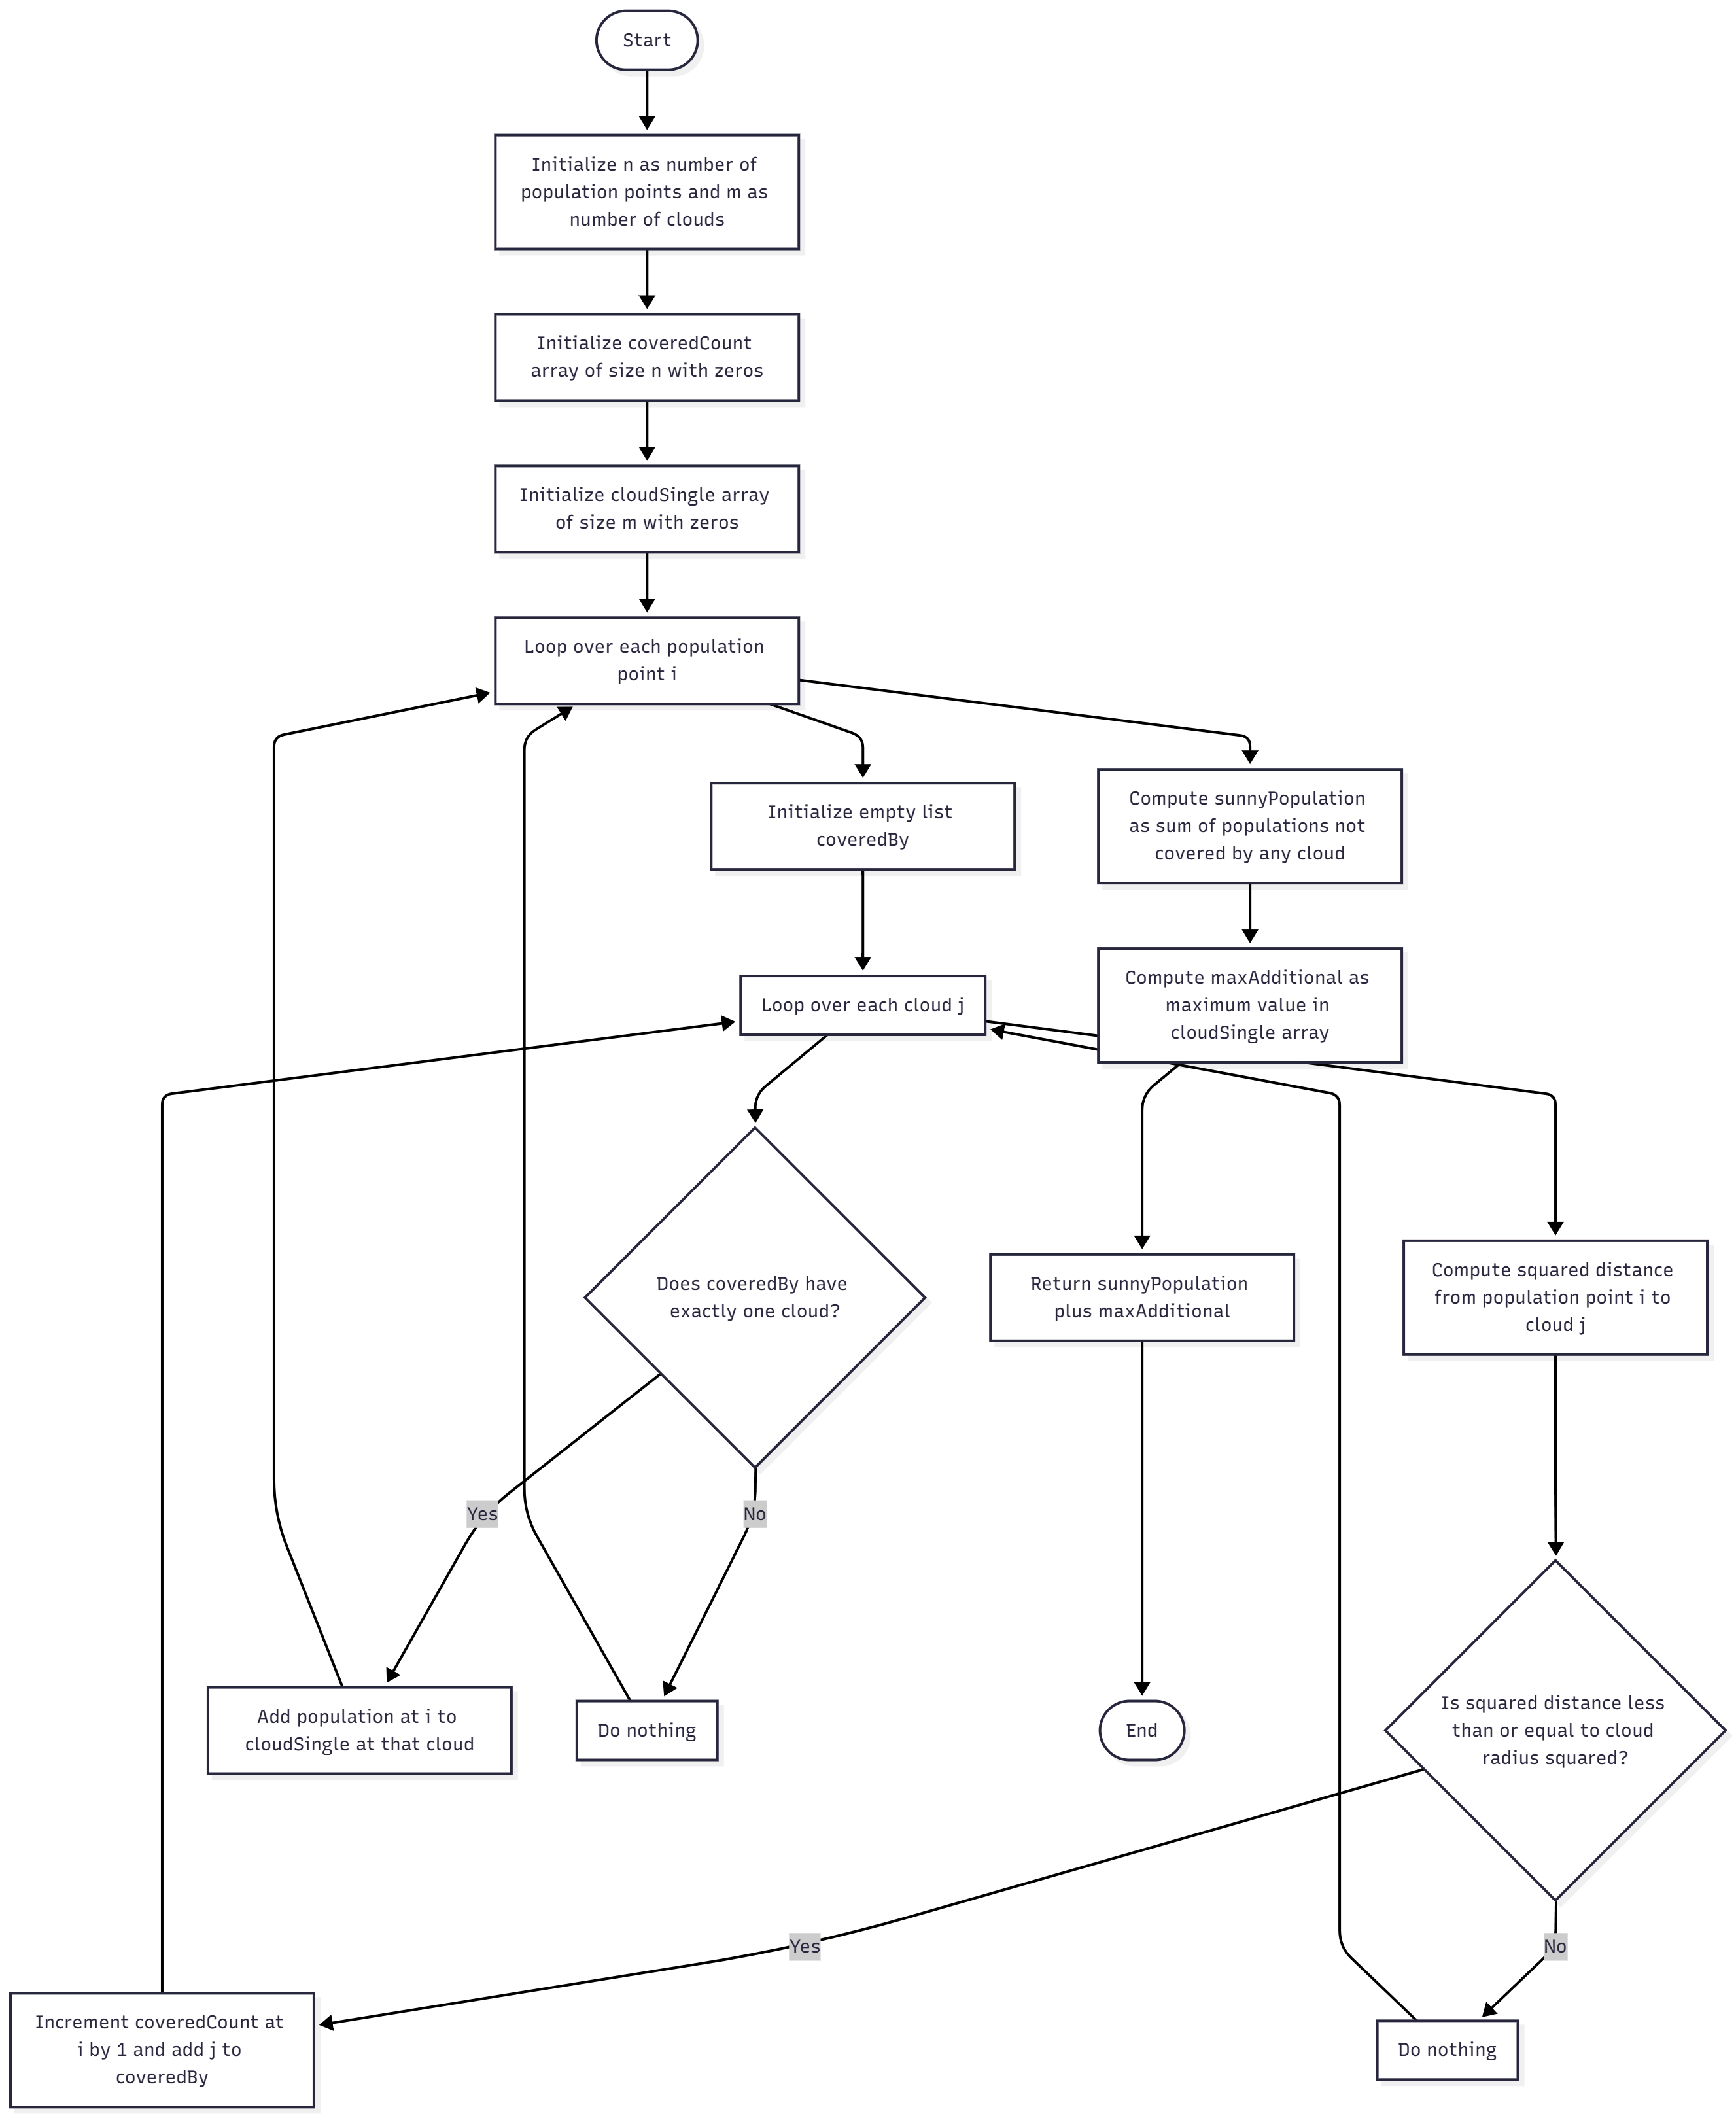 Start
Initialize n as number of
population points and m as
number of clouds
Initialize coveredCount
array of size n with zeros
Initialize cloudSingle array
of size m with zeros
Loop over each population
point i
Initialize empty list
coveredBy
Compute sunnyPopulation
as sum of populations not
covered by any cloud
Loop over each cloud j
Compute maxAdditional as
maximum value in
cloudSingle array
Does coveredBy have
exactly one cloud?
Return sunnyPopulation
plus maxAdditional
Compute squared distance
from population point i to
cloud j
Yes
No
Add population at i to
cloudSingle at that cloud
Do nothing
End
Is squared distance less
than or equal to cloud
radius squared?
Yes
No
Increment coveredCount at
i by 1 and add j to
coveredBy
Do nothing